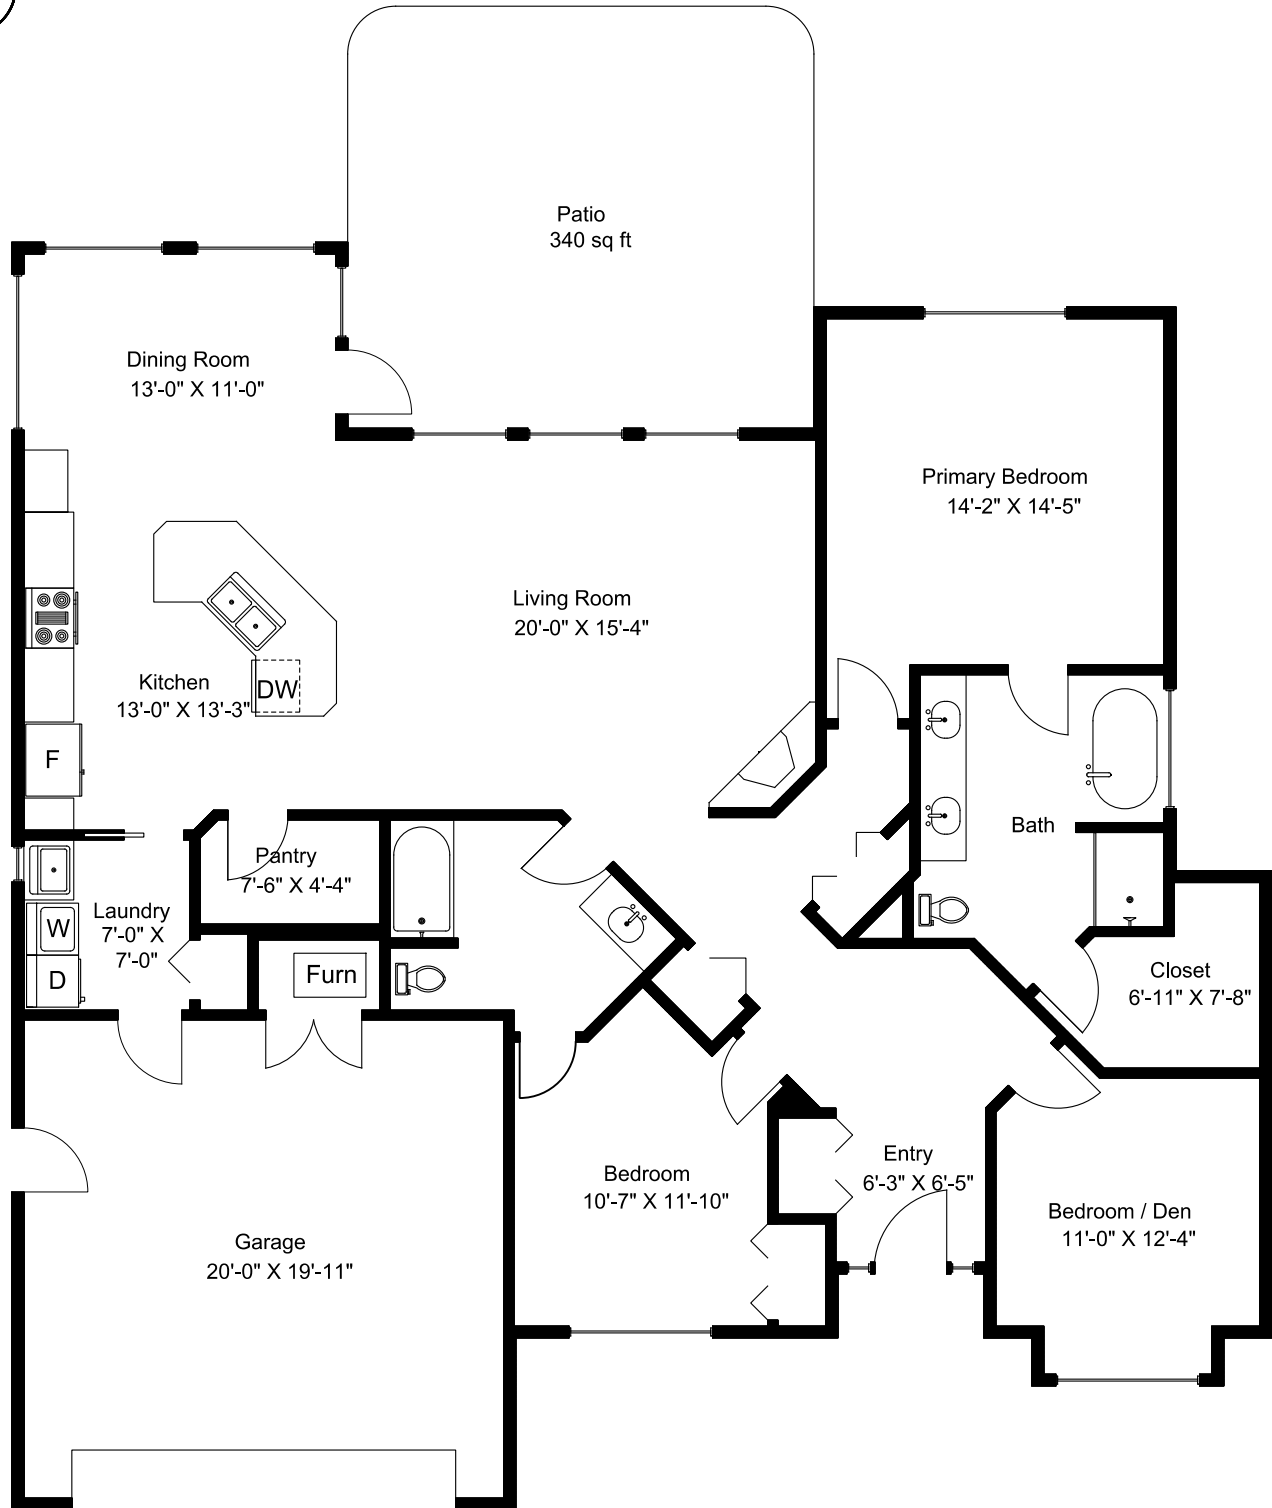 Patio
340 sq ft
Dining Room
13'-0" X 11'-0"
Primary Bedroom
14'-2" X 14'-5"
Living Room
20'-0" X 15'-4"
Kitchen
13'-0" X 13'-3"
DW
F
Bath
Pantry
7'-6" X 4'-4"
Laundry
7'-0" X
7'-0"
W
D
Furn
Closet
6'-11" X 7'-8"
Entry
6'-3" X 6'-5"
Bedroom
10'-7" X 11'-10"
Bedroom / Den
11'-0" X 12'-4"
Garage
20'-0" X 19'-11"